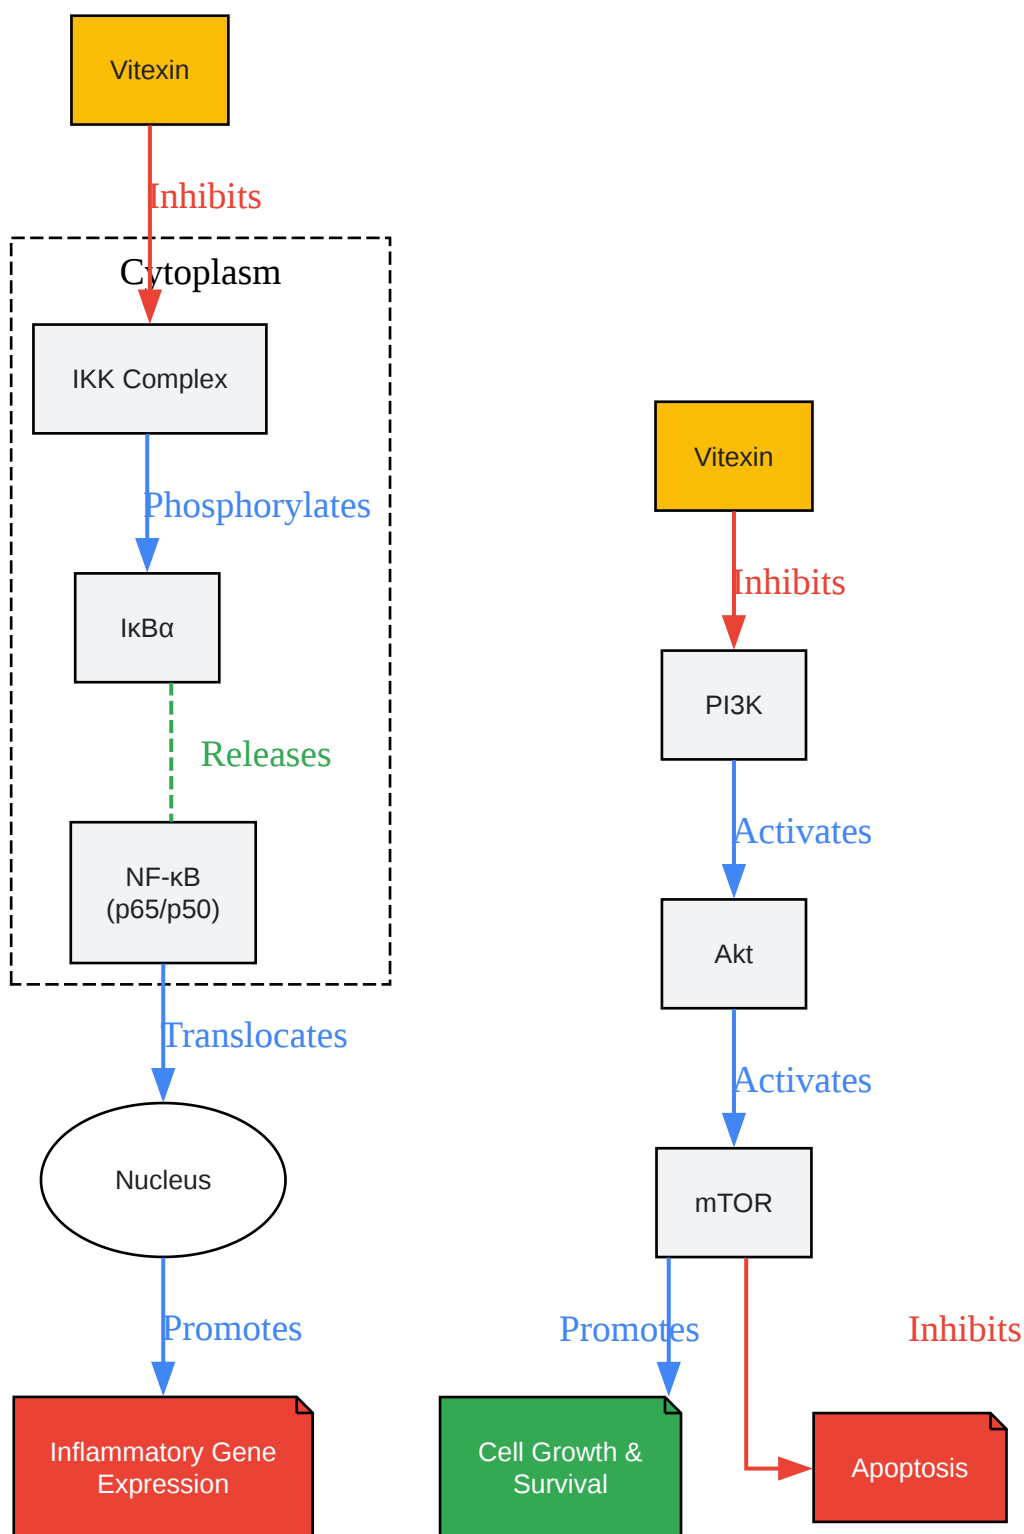 Vitexin
Inhibits
Cytoplasm
IKK Complex
Phosphorylates
IκBα
Releases
NF-κB
(p65/p50)
Translocates
Nucleus
Promotes
Inflammatory Gene
Expression
Vitexin
Inhibits
PI3K
Activates
Akt
Activates
mTOR
Promotes
Inhibits
Cell Growth &
Survival
Apoptosis